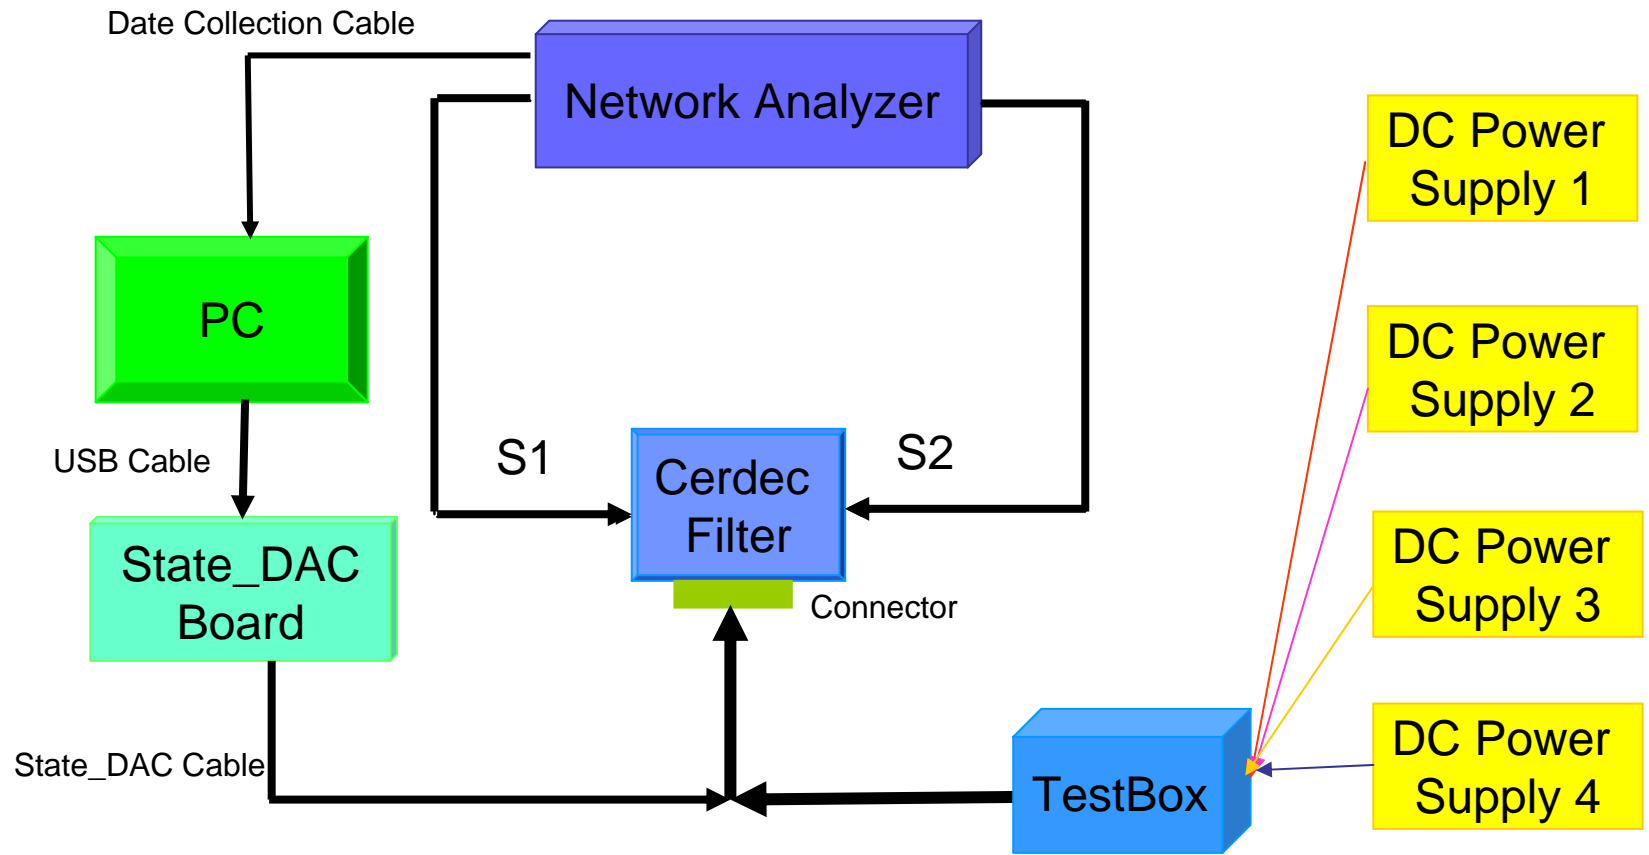 Date Collection Cable
Network Analyzer
DC Power
Supply 1
PC
DC Power
Supply 2
USB Cable
S1
S2
Cerdec
Filter
State_DAC
Board
Connector
DC Power
Supply 3
State_DAC Cable
TestBox
DC Power
Supply 4